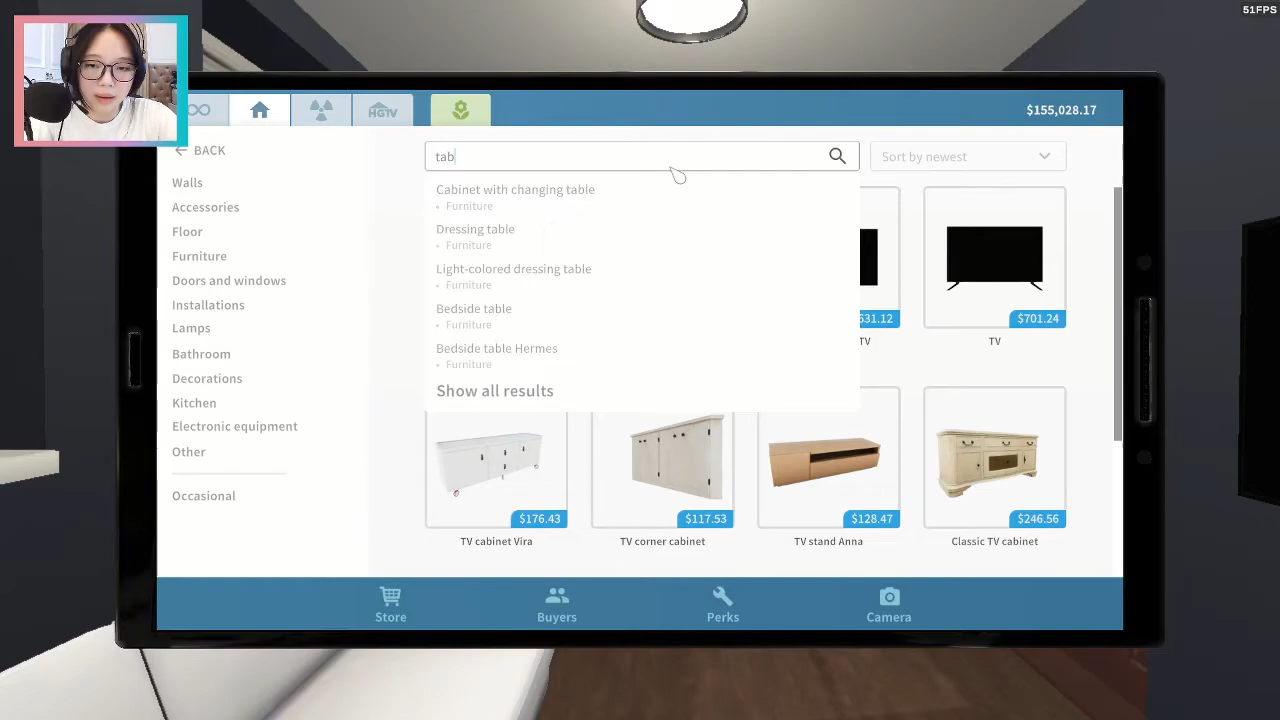 51FPS
HGTV
$155,028.17
BACK
tab
Sort by newest
Walls
Accessories
Floor
Furniture
Doors and windows
Installations
Lamps
Bathroom
Decorations
Kitchen
Electronic equipment
Other
Occasional
Cabinet with changing table
• Furniture
Dressing table
• Furniture
Light-colored dressing table
• Furniture
Bedside table
• Furniture
Bedside table Hermes
• Furniture
Show all results
631.12
$701.24
TV
TV
$176.43
$117.53
$128.47
$246.56
TV cabinet Vira
TV corner cabinet
TV stand Anna
Classic TV cabinet
Store
Buyers
Perks
Camera